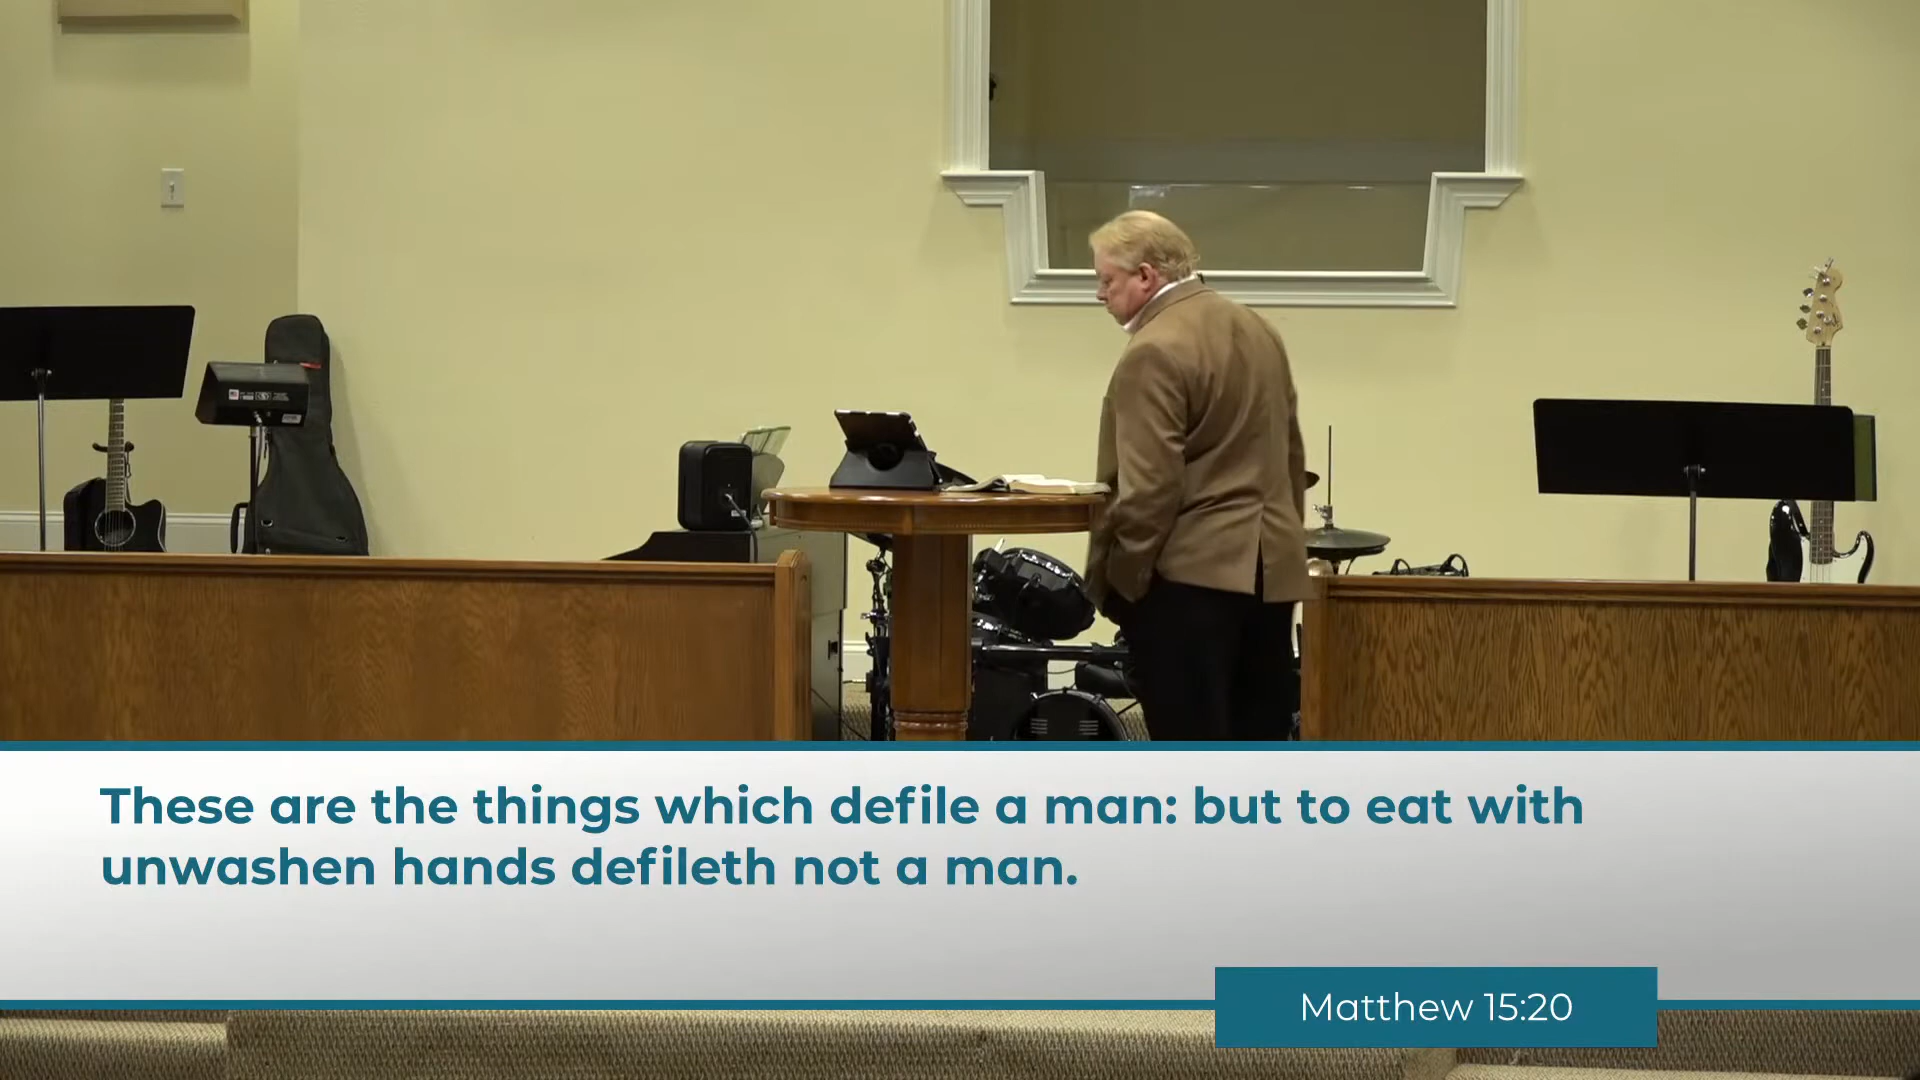 These are the things which defile a man: but to eat with
unwashen hands defileth not a man.
Matthew 15:20